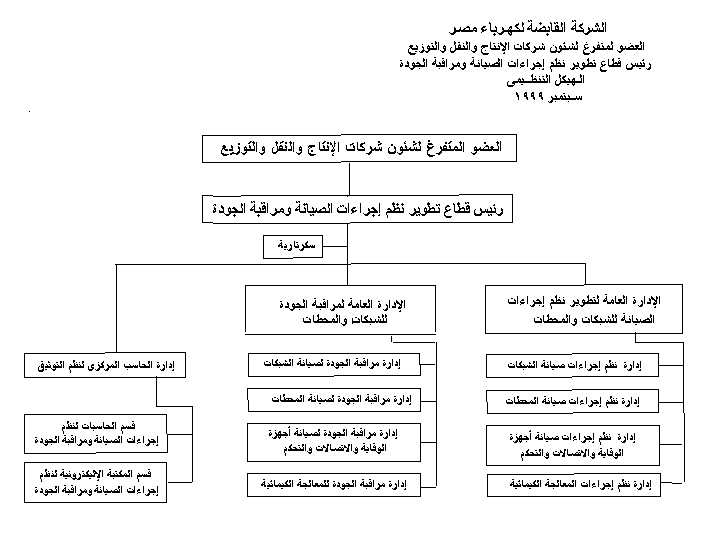 الشركة القابضة لكهرباء مصر
العضو لمتفرغ لشئون شركات الإنتاج والنقل والتوزيع
رئيس قطاع تطوير نظم إجراءات الصيانة ومراقبة الجودة
الهيكل التنظيمى
سبتمبر ١٩٩٩
العضو المتفرغ لشئون شركات الإنتاج والنقل والتوزيع
رئيس قطاع تطوير نظم إجراءات الصيانة ومراقبة الجودة
سكرتارية
الإدارة العامة لتطوير نظم إجراءات
الصيانة للشبكات والمحطات
إدارة نظم إجراءات صيانة الشبكات
إدارة نظم إجراءات صيانة المحطات
إدارة نظم إجراءات صيانة أجهزة
الوقاية والاتصالات والتحكم
إدارة نظم إجراءات المعالجة الكيمائية
الإدارة العامة لمراقبة الجودة
للشبكات والمحطات
إدارة مراقبة الجودة لصيانة الشبكات
إدارة مراقبة الجودة لصيانة المحطات
إدارة مراقبة الجودة لصيانة أجهزة
الوقاية والاتصالات والتحكم
إدارة مراقبة الجودة للمعالجة الكيمائية
إدارة الحاسب المركزى لنظم التوثيق
قسم الحاسبات لنظم
إجراءات الصيانة ومراقبة الجودة
قسم المكتبة الإليكترونية لنظم
إجراءات الصيانة ومراقبة الجودة